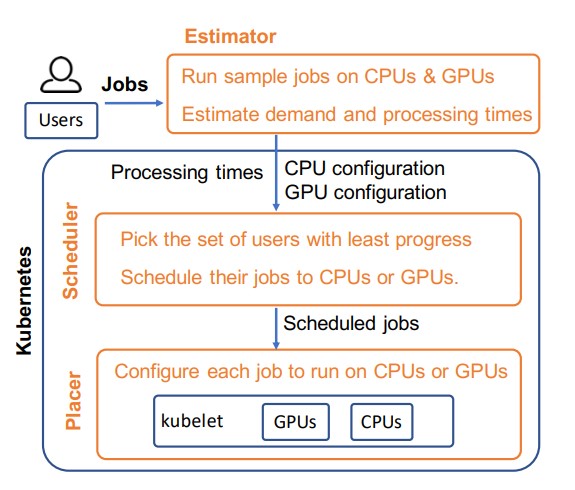 Estimator
Jobs
Users
Run sample jobs on CPUs & GPUs
Estimate demand and processing times
Processing times
CPU configuration
GPU configuration
Kubernetes
Scheduler
Pick the set of users with least progress
Schedule their jobs to CPUs or GPUs.
Scheduled jobs
Placer
Configure each job to run on CPUs or GPUs
kubelet
GPUs
CPUs